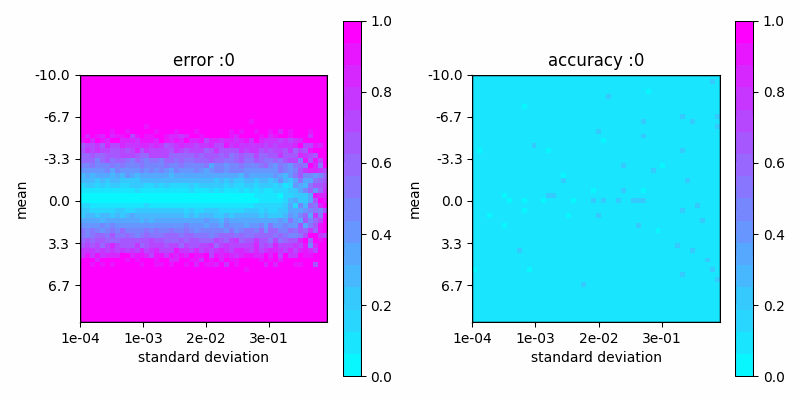 error :0
-10.0
-6.7
-3.3
0.0
3.3
6.7
mean
1e-04
1e-03
2e-02
3e-01
standard deviation
1.0
0.8
0.6
0.4
0.2
0.0
accuracy :0
-10.0
-6.7
-3.3
0.0
3.3
6.7
mean
1e-04
1e-03
2e-02
3e-01
standard deviation
1.0
0.8
0.6
0.4
0.2
0.0